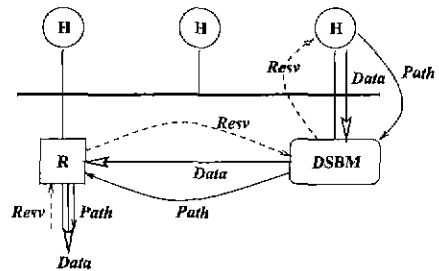 H
H
H
Resv
Data
Path
Resv
R
DSBM
Data
Resv
Path
Path
Data